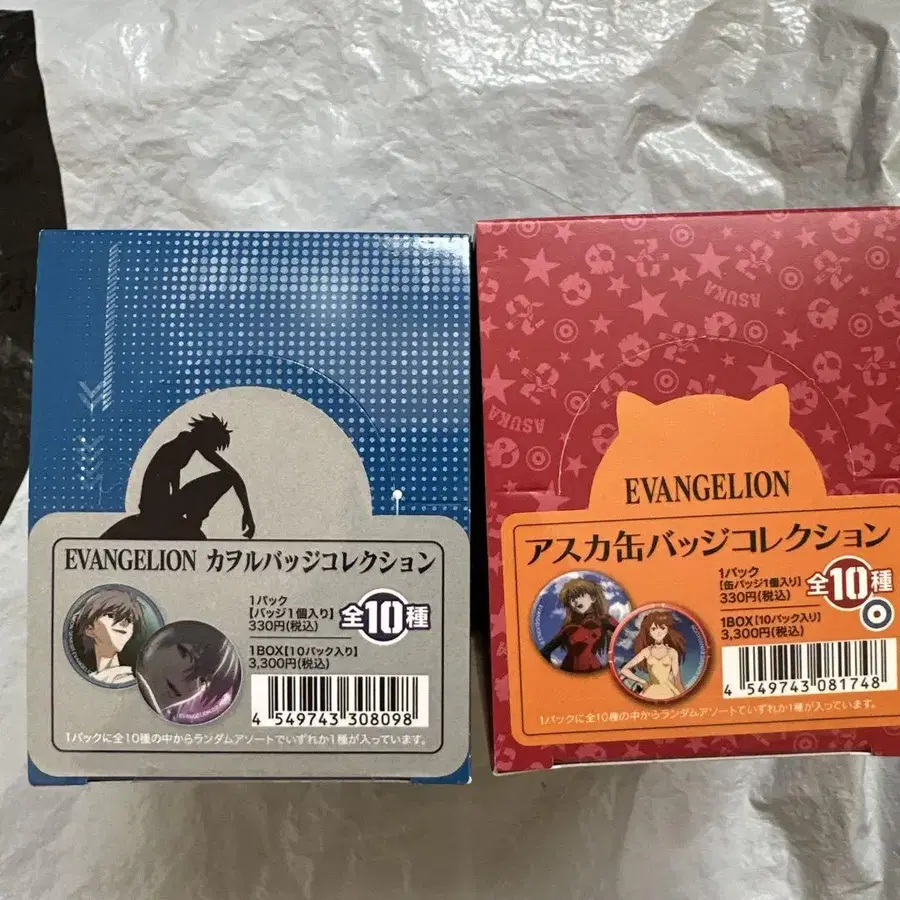 EVANGELION カヲルバッジコレクション
1パック
【バッジ1個入り】
330円(税込)
全10種
1BOX【10パック入り】
3,300円(税込)
4 549743 308098
1パックに全10種の中からランダムアソートでいずれか1種が入っています。
ASUKA
ASUKA
ASUKA
EVANGELION
アスカ缶バッジコレクション
1パック
【缶バッジ1個入り】
330円(税込)
全10種
1BOX【10パック入り】
3,300円(税込)
4 549743 081748
1パックに全10種の中からランダムアソートでいずれか1種が入っています。